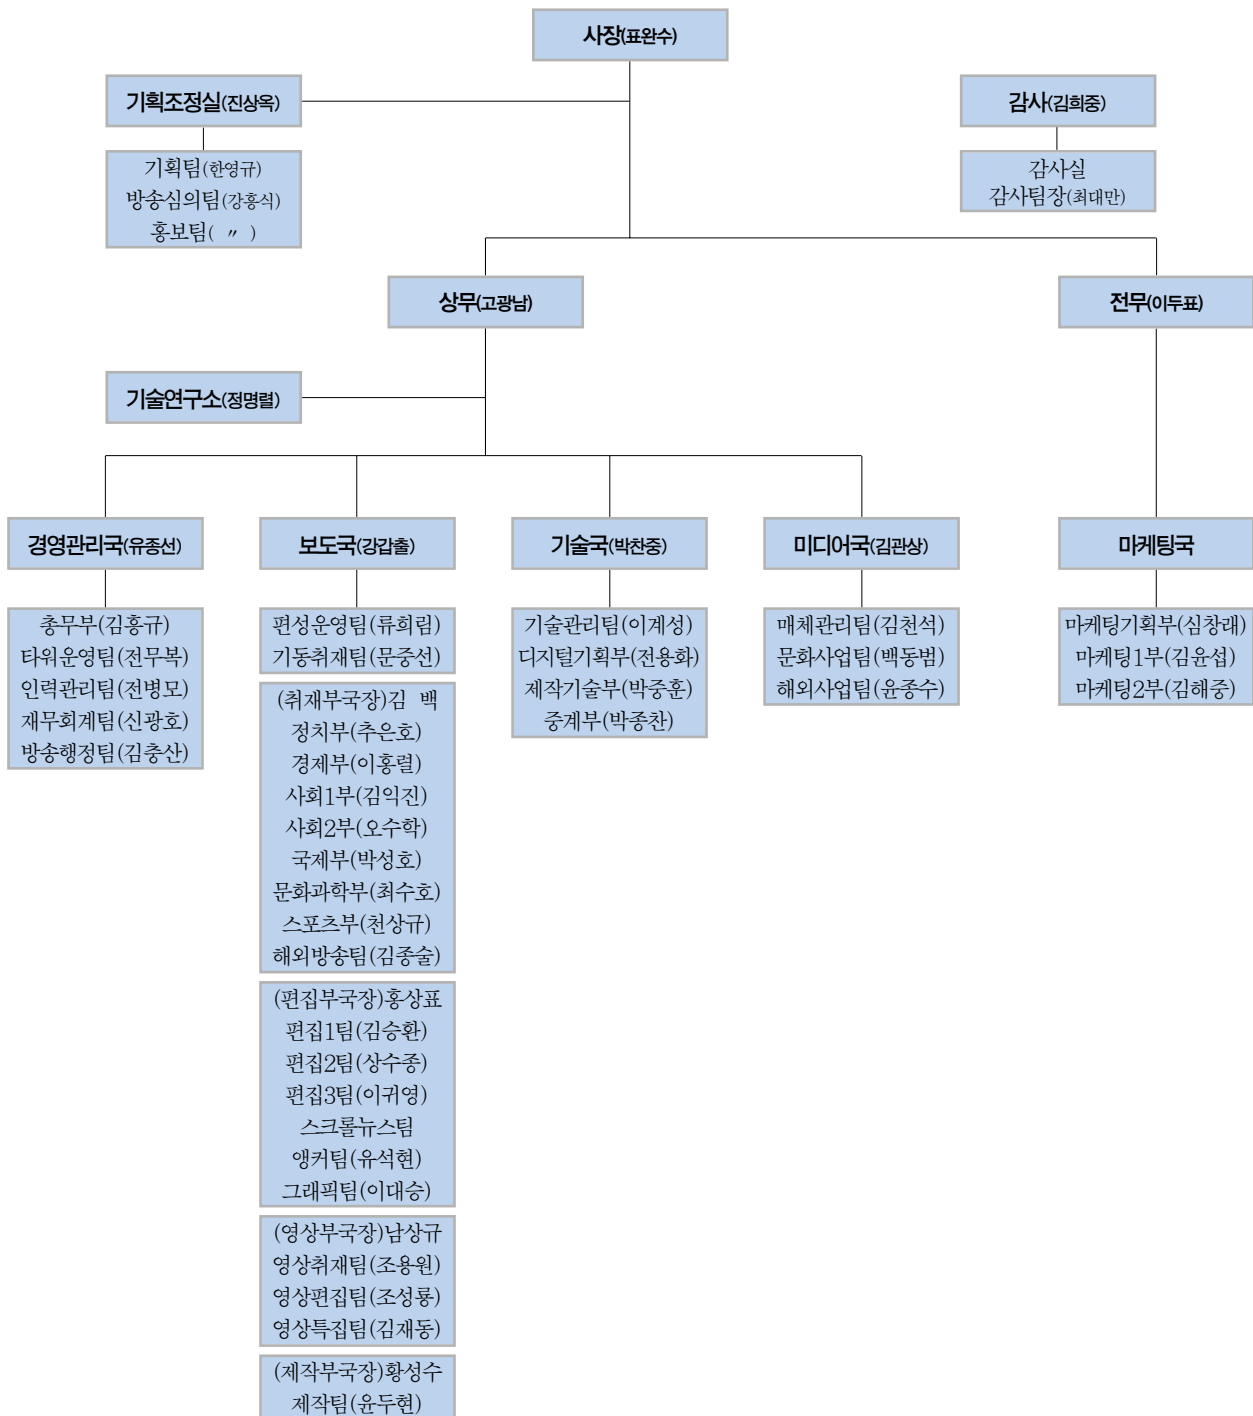 사장(표완수)
기획조정실(진상옥)
기획팀(한영규)
방송심의팀(강흥식)
홍보팀( 〃 )
감사(김희중)
감사실
감사팀장(최대만)
상무(고광남)
전무(이두표)
기술연구소(정명렬)
경영관리국(유종선)
총무부(김흥규)
타워운영팀(전무복)
인력관리팀(전병모)
재무회계팀(신광호)
방송행정팀(김충산)
보도국(강갑출)
편성운영팀(류희림)
기동취재팀(문중선)
(취재부국장)김 백
정치부(추은호)
경제부(이홍렬)
사회1부(김익진)
사회2부(오수학)
국제부(박성호)
문화과학부(최수호)
스포츠부(천상규)
해외방송팀(김종술)
(편집부국장)홍상표
편집1팀(김승환)
편집2팀(상수종)
편집3팀(이귀영)
스크롤뉴스팀
앵커팀(유석현)
그래픽팀(이대승)
(영상부국장)남상규
영상취재팀(조용원)
영상편집팀(조성룡)
영상특집팀(김재동)
(제작부국장)황성수
제작팀(윤두현)
기술국(박찬중)
기술관리팀(이계성)
디지털기획부(전용화)
제작기술부(박중훈)
중계부(박종찬)
미디어국(김관상)
매체관리팀(김천석)
문화사업팀(백동범)
해외사업팀(윤종수)
마케팅국
마케팅기획부(심창래)
마케팅1부(김윤섭)
마케팅2부(김해중)